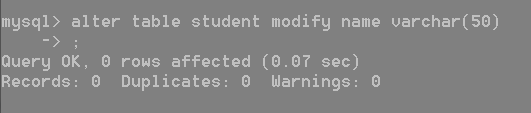 mysql> alter table student modify name varchar(50)
    -> ;
Query OK, 0 rows affected (0.07 sec)
Records: 0  Duplicates: 0  Warnings: 0